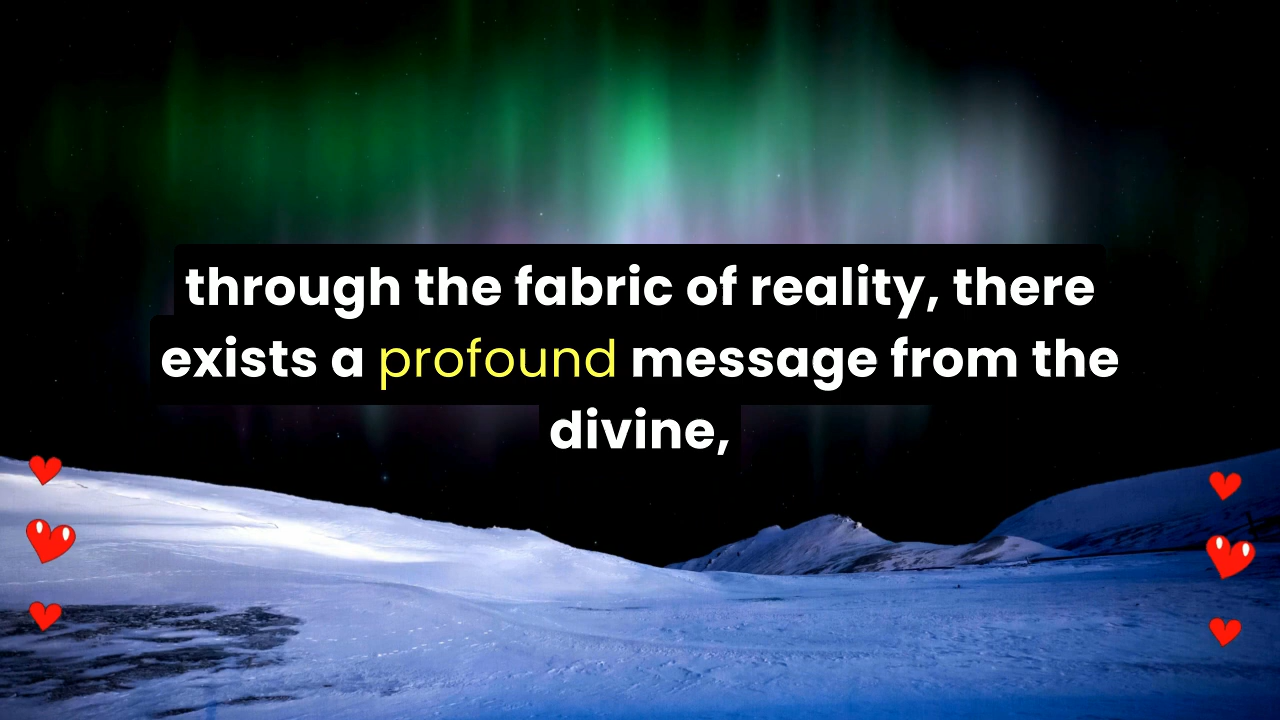 through the fabric of reality, there
exists a profound message from the
divine,